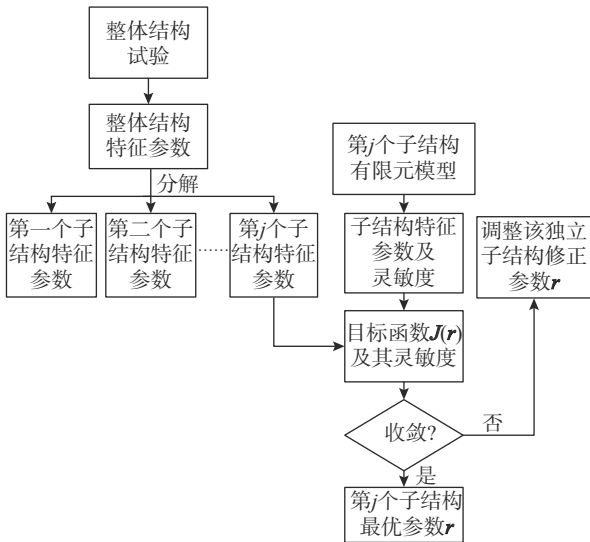 整体结构
试验
整体结构
特征参数
分解
第一个子
结构特征
参数
第二个子
结构特征
参数
……
第j个子
结构特征
参数
第j个子结构
有限元模型
子结构特征
参数及
灵敏度
目标函数J(r)
及其灵敏度
调整该独立
子结构修正
参数r
收敛?
否
是
第j个子结构
最优参数r